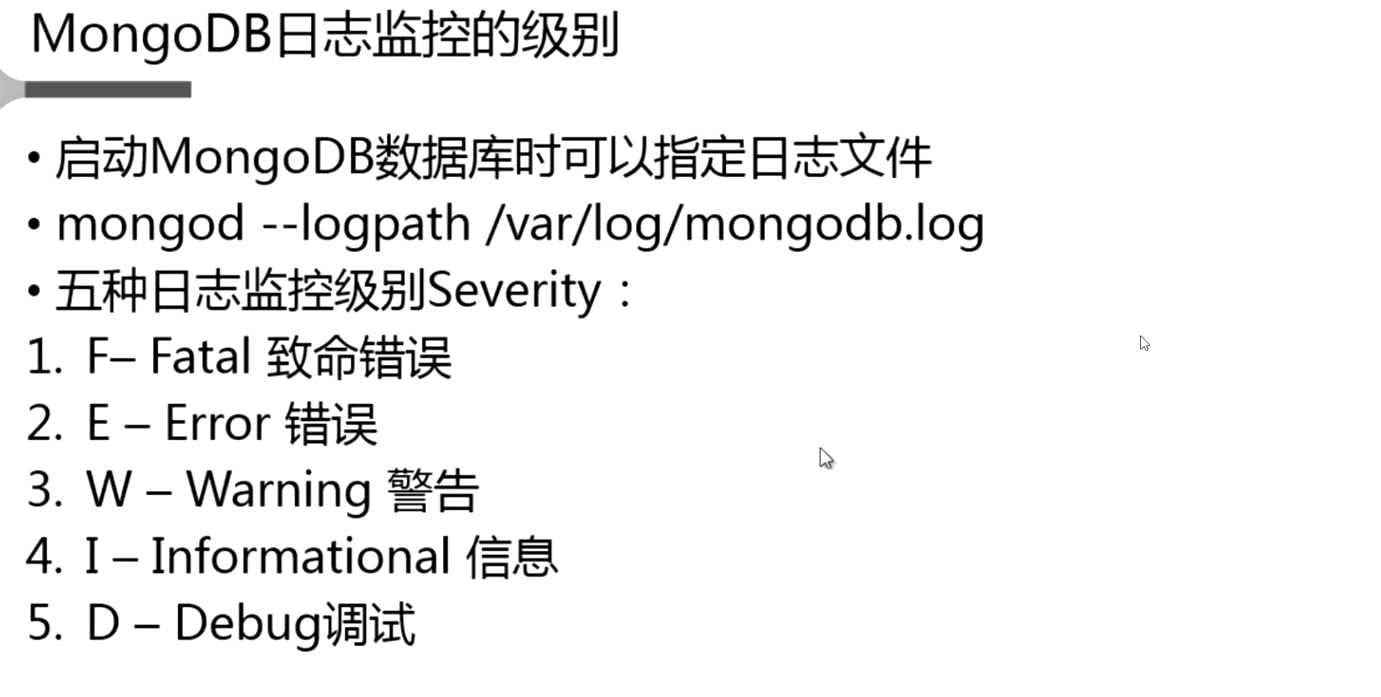 MongoDB日志监控的级别
• 启动MongoDB数据库时可以指定日志文件
• mongod --logpath /var/log/mongodb.log
• 五种日志监控级别Severity：
1. F– Fatal 致命错误
2. E – Error 错误
3. W – Warning 警告
4. I – Informational 信息
5. D – Debug调试